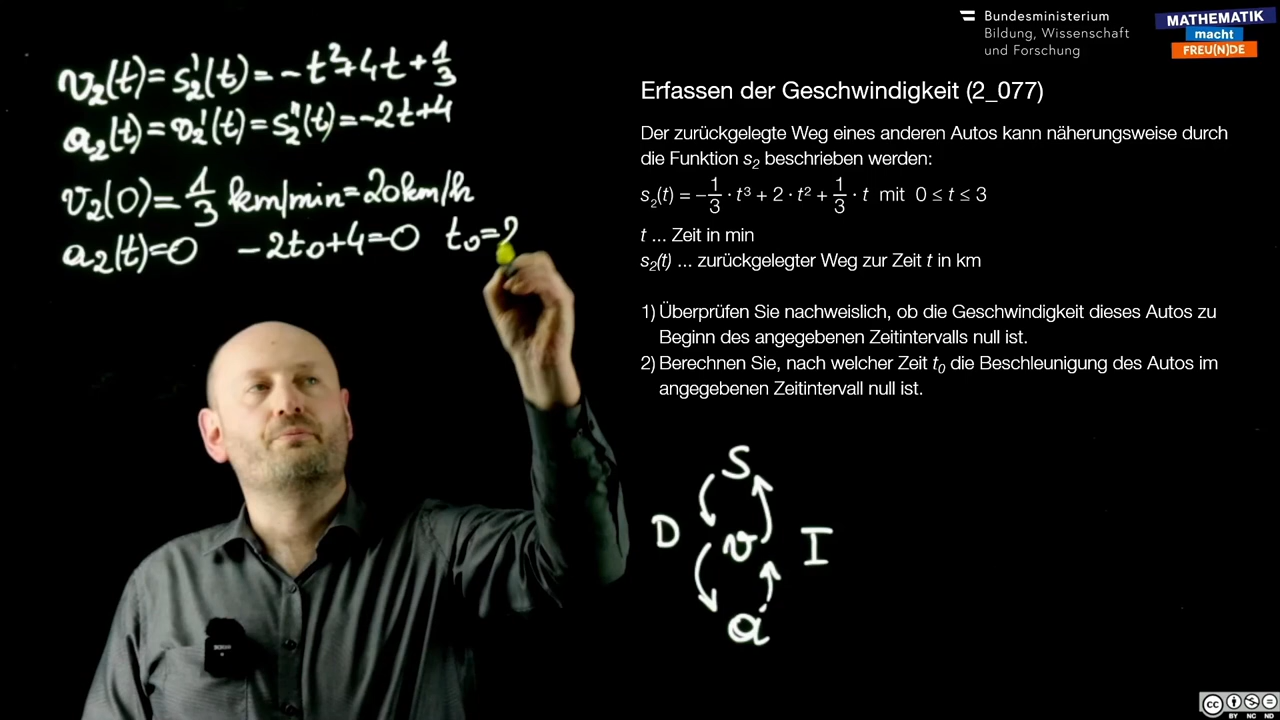 Bundesministerium
Bildung, Wissenschaft
und Forschung
MATHEMATIK
macht
FREU(N)DE
v₂(t)=s₂'(t)=-t²+4t+1/3
a₂(t)=v₂'(t)=s₂''(t)=-2t+4
v₂(0)=1/3 km/min=20km/h
a₂(t)=0 -2t₀+4=0 t₀=2
Erfassen der Geschwindigkeit (2_077)
Der zurückgelegte Weg eines anderen Autos kann näherungsweise durch
die Funktion s₂ beschrieben werden:
s₂(t) = −1/3 · t³ + 2 · t² + 1/3 · t mit 0 ≤ t ≤ 3
t ... Zeit in min
s₂(t) ... zurückgelegter Weg zur Zeit t in km
1) Überprüfen Sie nachweislich, ob die Geschwindigkeit dieses Autos zu
Beginn des angegebenen Zeitintervalls null ist.
2) Berechnen Sie, nach welcher Zeit t₀ die Beschleunigung des Autos im
angegebenen Zeitintervall null ist.
S
D v I
a
CC BY NC ND